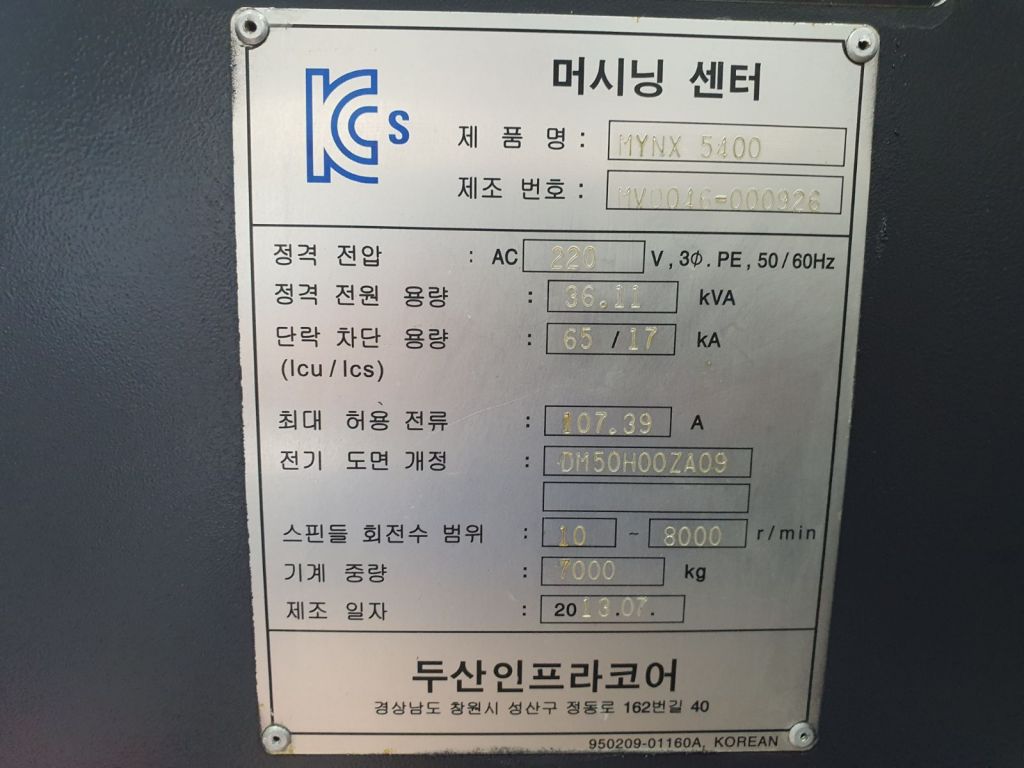 KCs
머시닝 센터
제 품 명 : MYNX 5400
제조 번호 : MV0046-000926
정격 전압 : AC 220 V , 3Φ . PE , 50 / 60Hz
정격 전원 용량 : 36.11 kVA
단락 차단 용량 : 65 / 17 kA
(Icu / Ics)
최대 허용 전류 : 107.39 A
전기 도면 개정 : DM50H00ZA09
스핀들 회전수 범위 : 10 ~ 8000 r/min
기계 중량 : 7000 kg
제조 일자 : 2013.07.
두산인프라코어
경상남도 창원시 성산구 정동로 162번길 40
950209-01160A, KOREAN